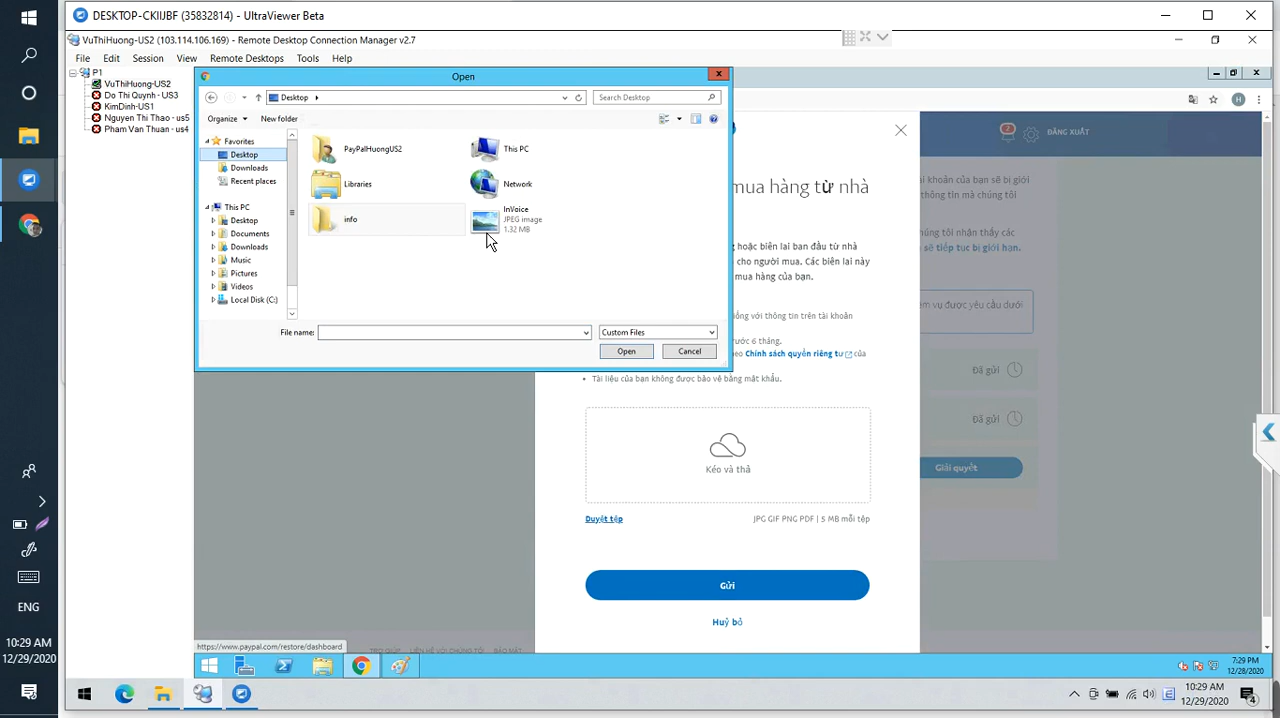 DESKTOP-CKIIJBF (35832814) - UltraViewer Beta
VuThiHuong-US2 (103.114.106.169) - Remote Desktop Connection Manager v2.7
File Edit Session View Remote Desktops Tools Help
P1
VuThiHuong-US2
Do Thi Quynh - US3
KimDinh-US1
Nguyen Thi Thao - us5
Pham Van Thuan - us4
Open
Desktop
Search Desktop
Organize
New folder
Favorites
Desktop
Downloads
Recent places
This PC
Desktop
Documents
Downloads
Music
Pictures
Videos
Local Disk (C:)
PayPalHuongUS2
This PC
Libraries
Network
info
InVoice
JPEG image
1.32 MB
File name:
Custom Files
Open
Cancel
H
2
ĐĂNG XUẤT
mua hàng từ nhà
khoản của bạn sẽ bị giới
thông tin mà chúng tôi
sẽ tiếp tục bị giới hạn.
hoặc biên lai ban đầu từ nhà
cho người mua. Các biên lai này
mua hàng của bạn.
vụ được yêu cầu dưới
giống với thông tin trên tài khoản
trước 6 tháng.
Chính sách quyền riêng tư của
Tài liệu của bạn không được bảo vệ bằng mật khẩu.
Đã gửi
Đã gửi
Giải quyết
Kéo và thả
Duyệt tệp
JPG GIF PNG PDF | 5 MB mỗi tệp
Gửi
Huỷ bỏ
https://www.paypal.com/restore/dashboard
7:29 PM
12/28/2020
ENG
10:29 AM
12/29/2020
10:29 AM
12/29/2020
4